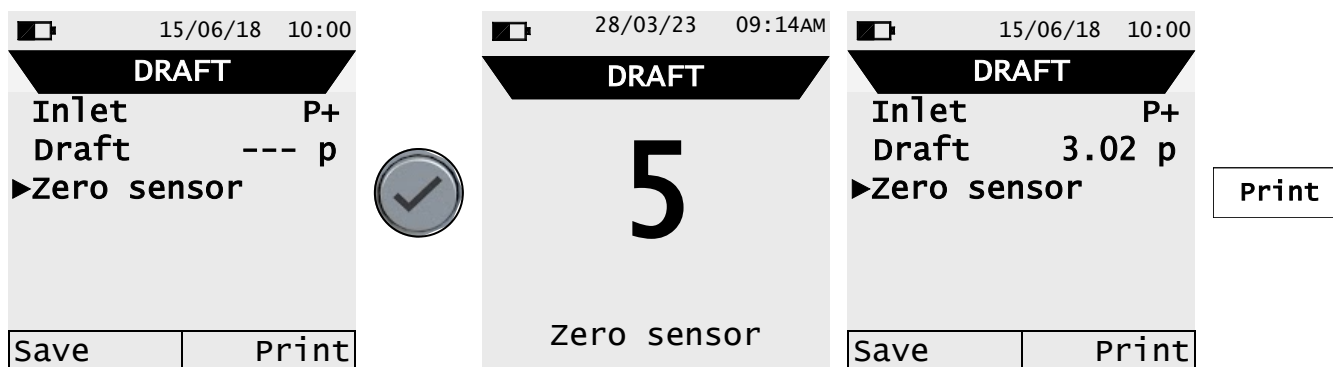 15/06/18 10:00
DRAFT
Inlet P+
Draft --- p
►Zero sensor
Save Print
28/03/23 09:14AM
DRAFT
5
Zero sensor
15/06/18 10:00
DRAFT
Inlet P+
Draft 3.02 p
►Zero sensor
Save Print
Print